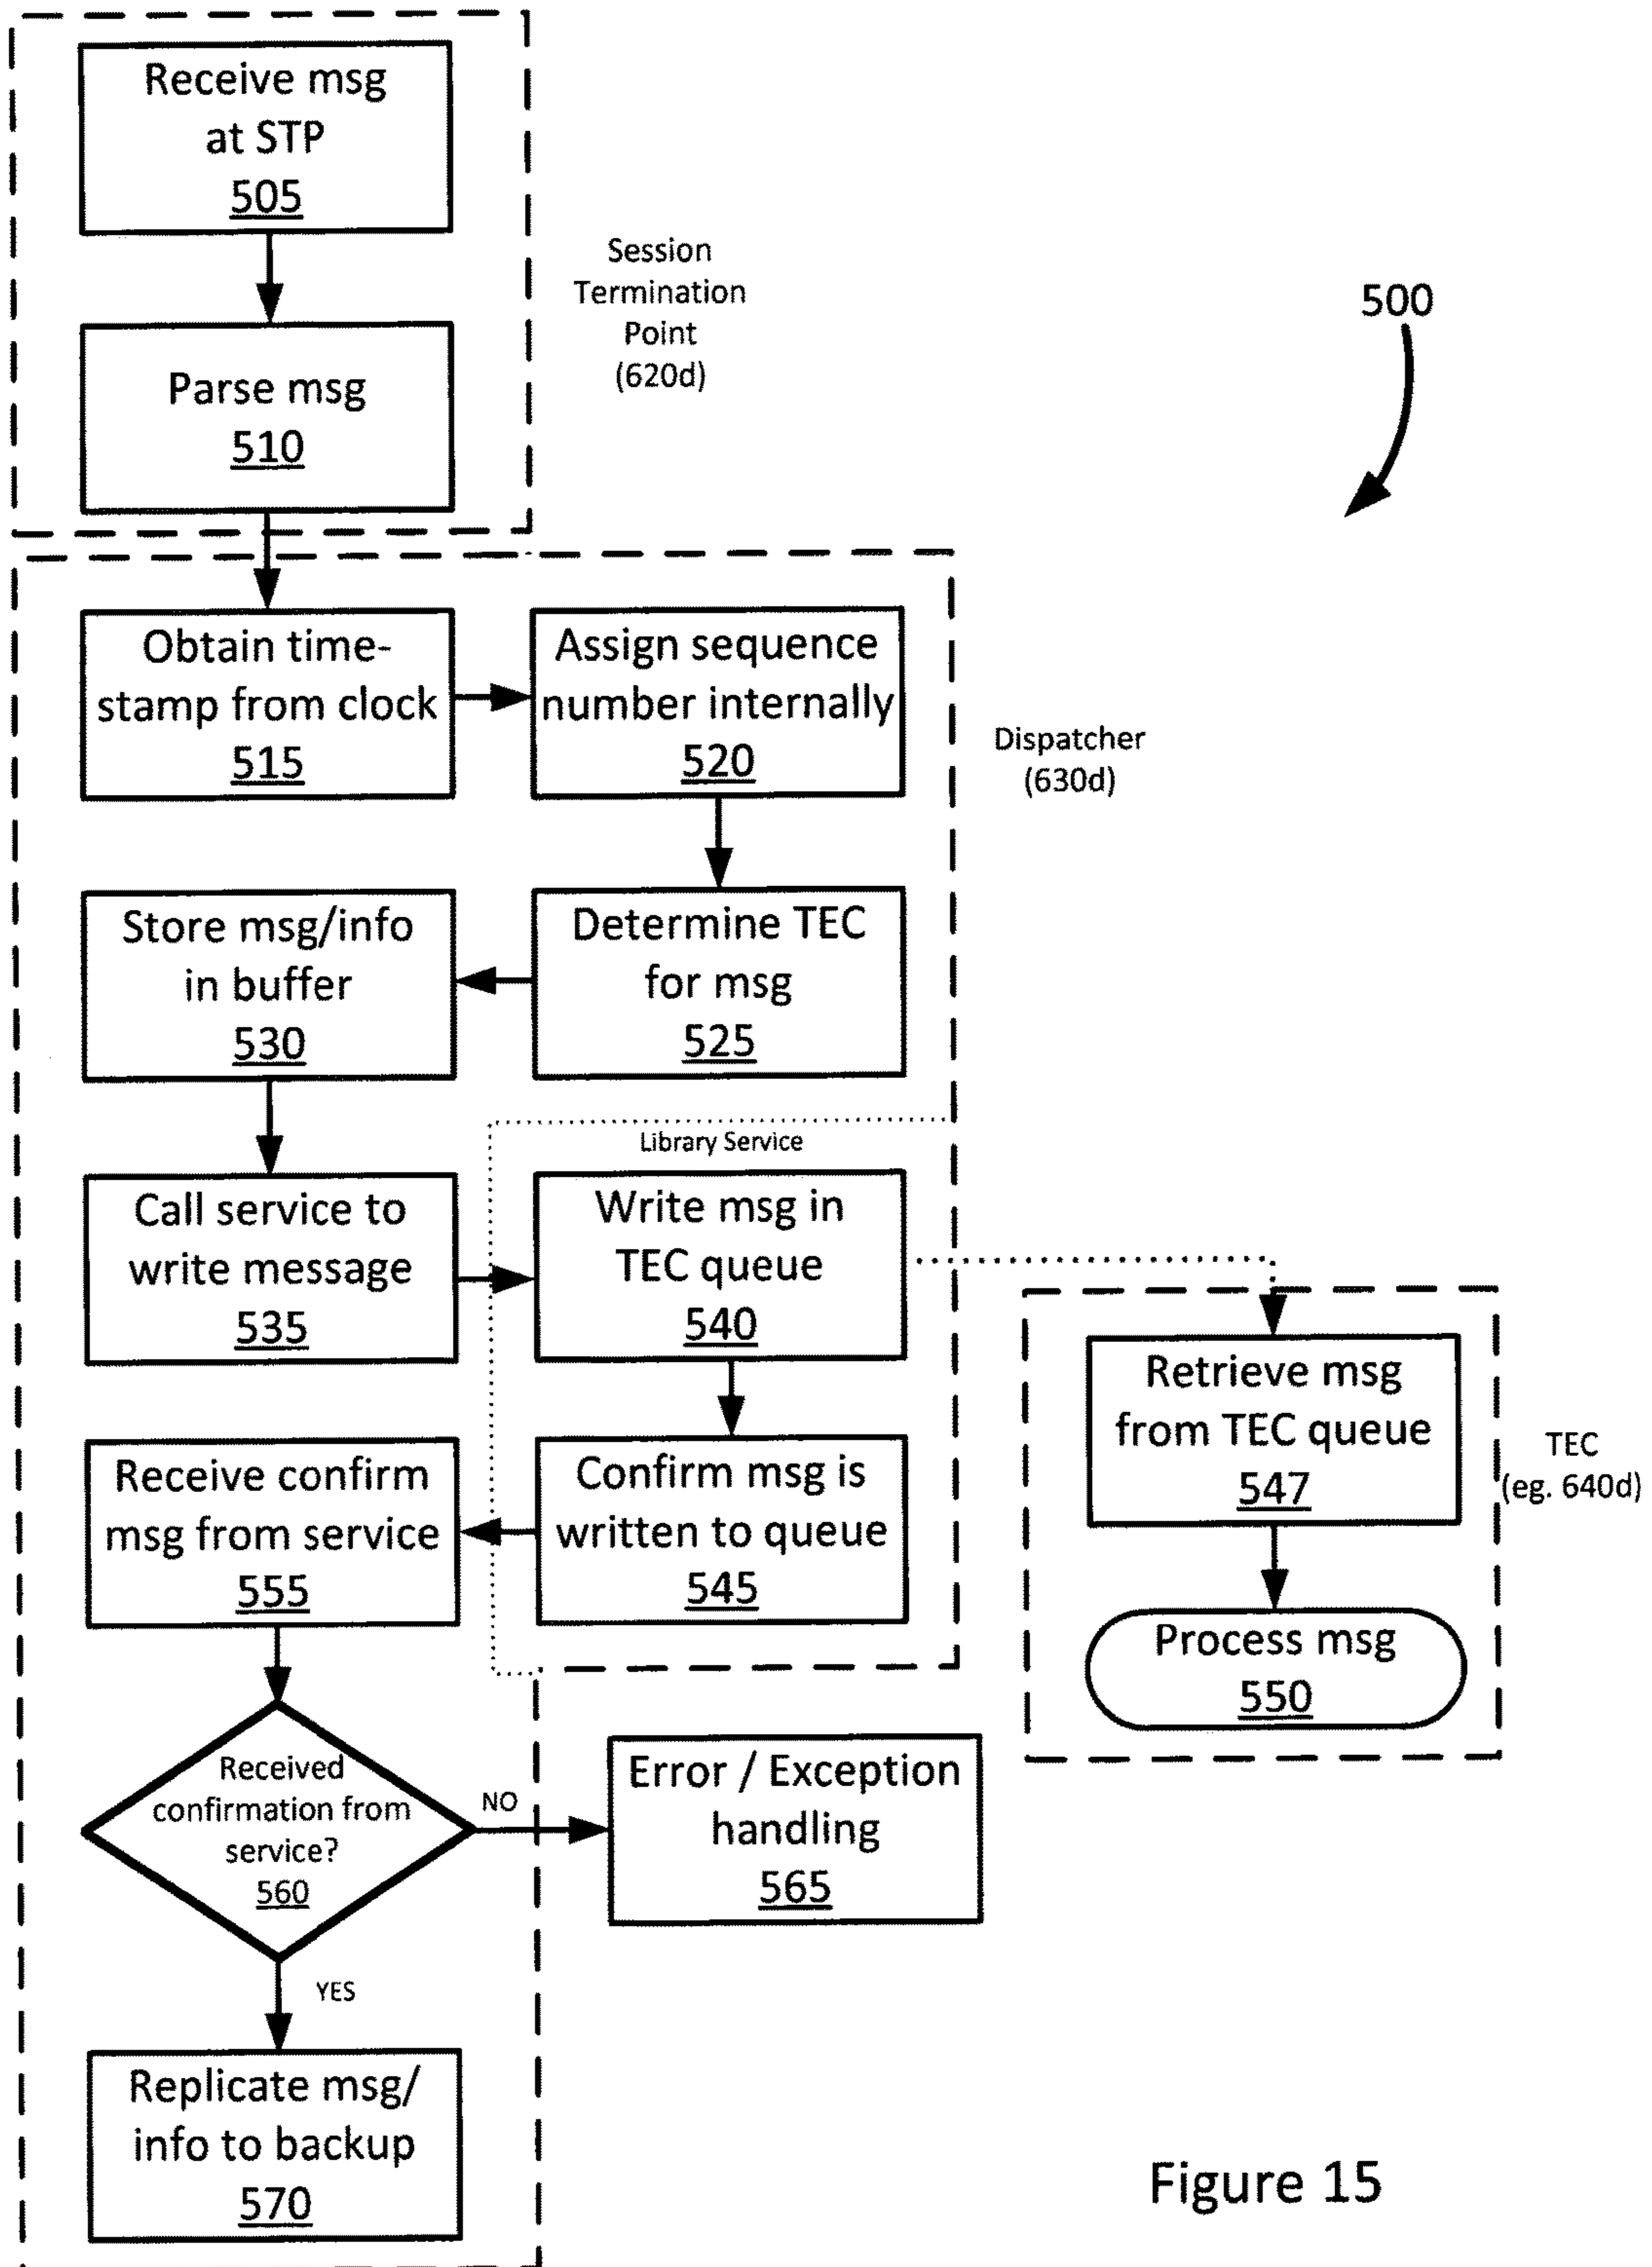 Receive msg
at STP
505
Session
Termination
Point
(620d)
500
Parse msg
510
Obtain time-
stamp from clock
515
Assign sequence
number internally
520
Dispatcher
(630d)
Store msg/info
in buffer
530
Determine TEC
for msg
525
Library Service
Call service to
write message
535
Write msg in
TEC queue
540
Retrieve msg
from TEC queue
547
TEC
(eg. 640d)
Receive confirm
msg from service
555
Confirm msg is
written to queue
545
Process msg
550
Received
confirmation from
service?
560
NO
Error / Exception
handling
565
YES
Replicate msg/
info to backup
570
Figure 15